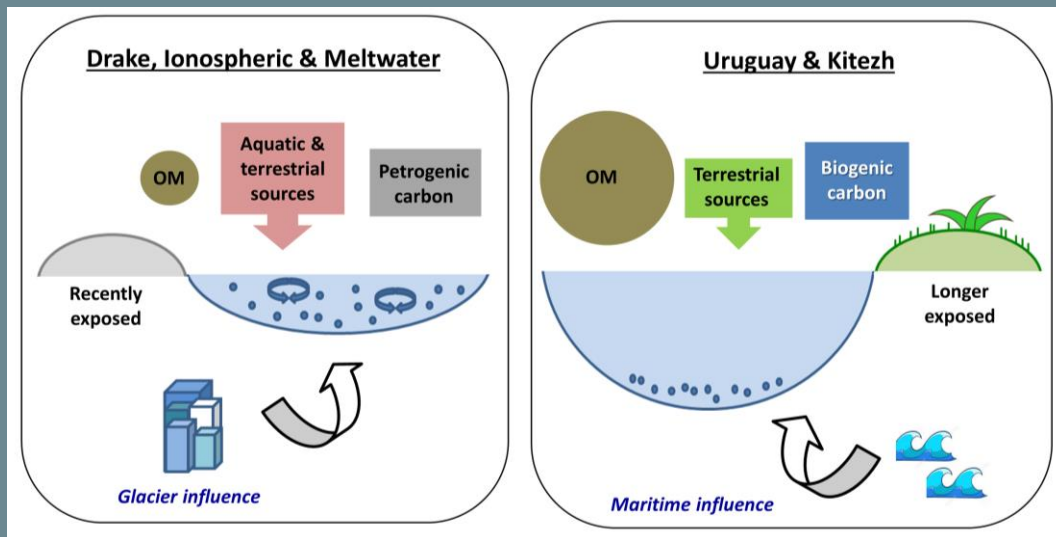 Drake, Ionospheric & Meltwater
OM
Aquatic &
terrestrial
sources
Petrogenic
carbon
Recently
exposed
Glacier influence
Uruguay & Kitezh
OM
Terrestrial
sources
Biogenic
carbon
Longer
exposed
Maritime influence